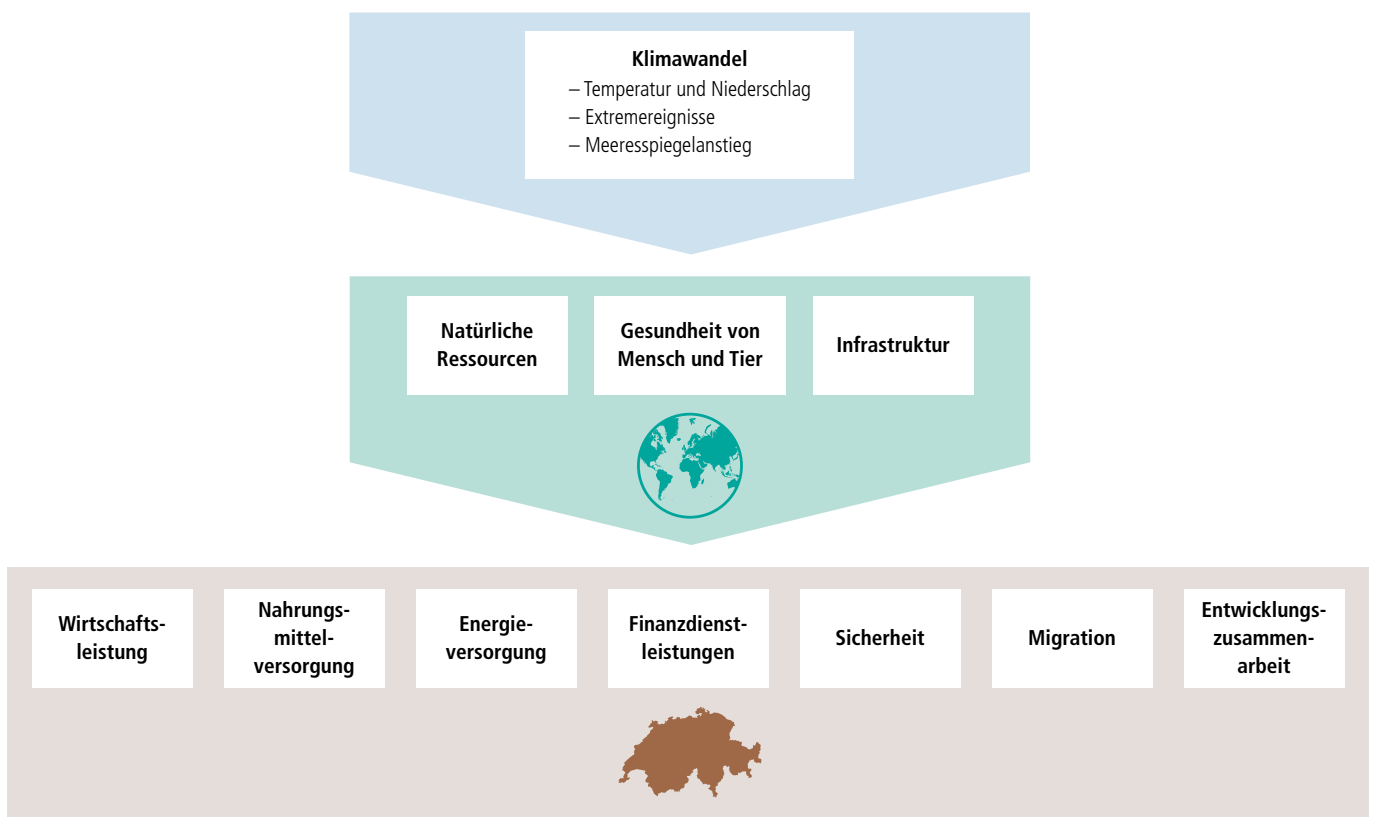 Klimawandel
– Temperatur und Niederschlag
– Extremereignisse
– Meeresspiegelanstieg
Natürliche
Ressourcen
Gesundheit von
Mensch und Tier
Infrastruktur
Wirtschafts-
leistung
Nahrungs-
mittel-
versorgung
Energie-
versorgung
Finanzdienst-
leistungen
Sicherheit
Migration
Entwicklungs-
zusammen-
arbeit